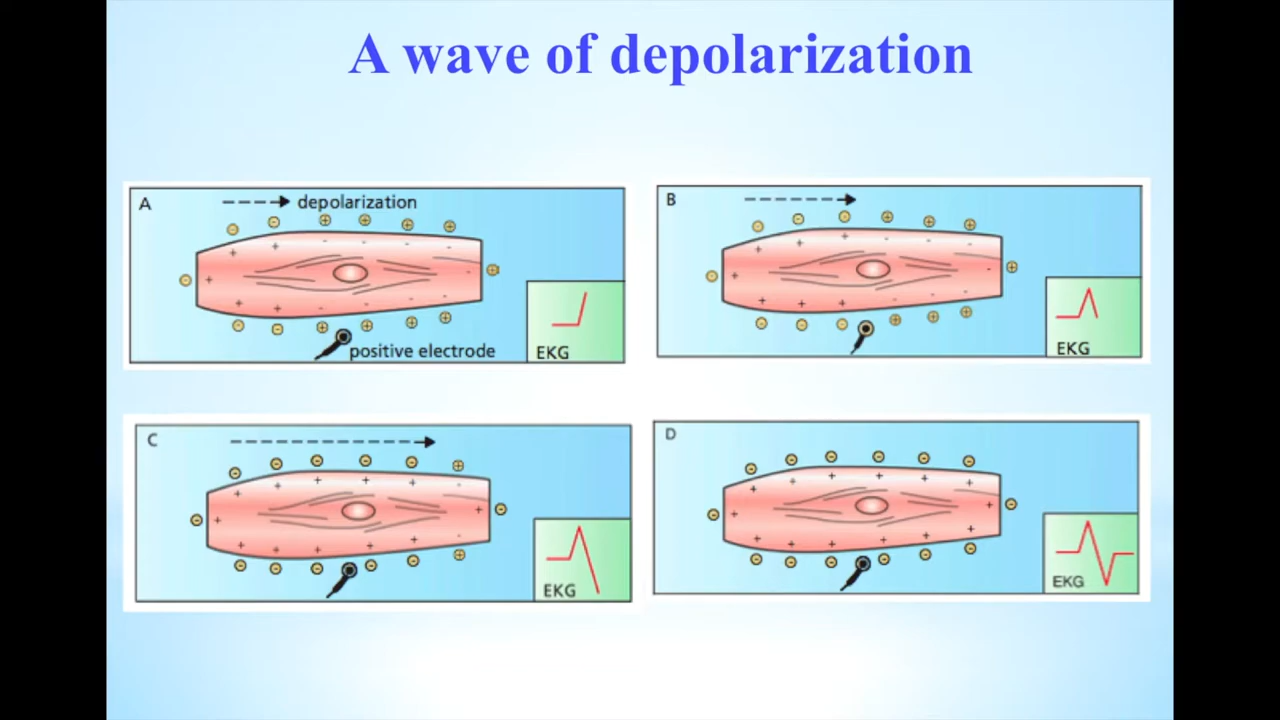 A wave of depolarization
A
depolarization
positive electrode
EKG
B
EKG
C
EKG
D
EKG